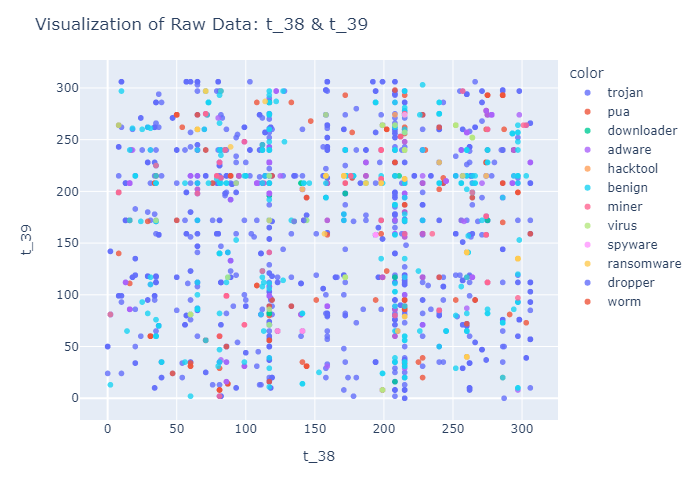 Visualization of Raw Data: t_38 & t_39
color
trojan
pua
downloader
adware
hacktool
benign
miner
virus
spyware
ransomware
dropper
worm
300
250
200
150
100
50
0
t_39
0 50 100 150 200 250 300
t_38